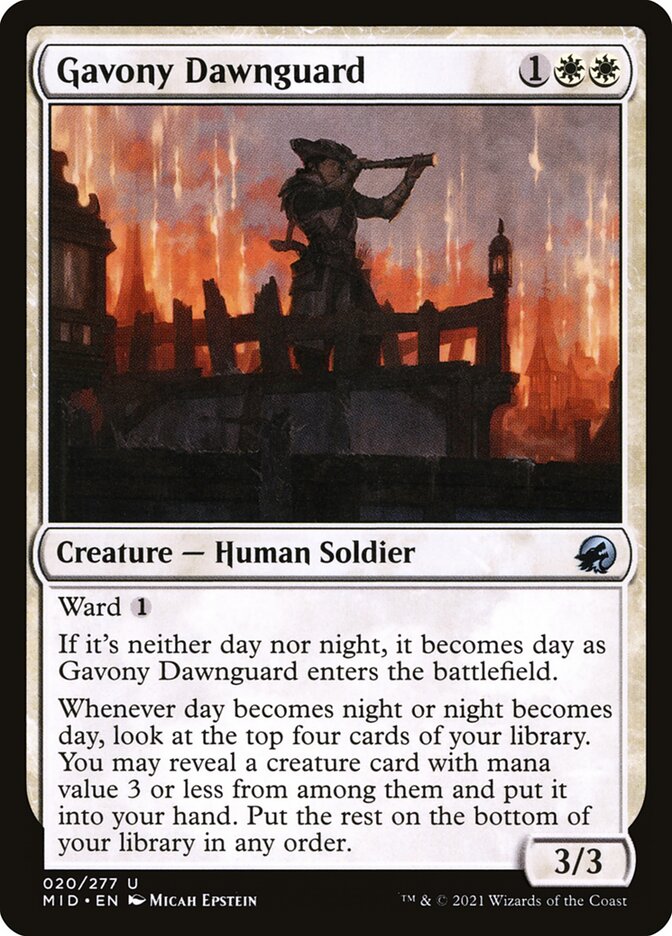 Gavony Dawnguard 1
Creature — Human Soldier
Ward 1
If it's neither day nor night, it becomes day as
Gavony Dawnguard enters the battlefield.
Whenever day becomes night or night becomes
day, look at the top four cards of your library.
You may reveal a creature card with mana
value 3 or less from among them and put it
into your hand. Put the rest on the bottom of
your library in any order.
3/3
020/277 U
MID • EN Micah Epstein
™ & © 2021 Wizards of the Coast